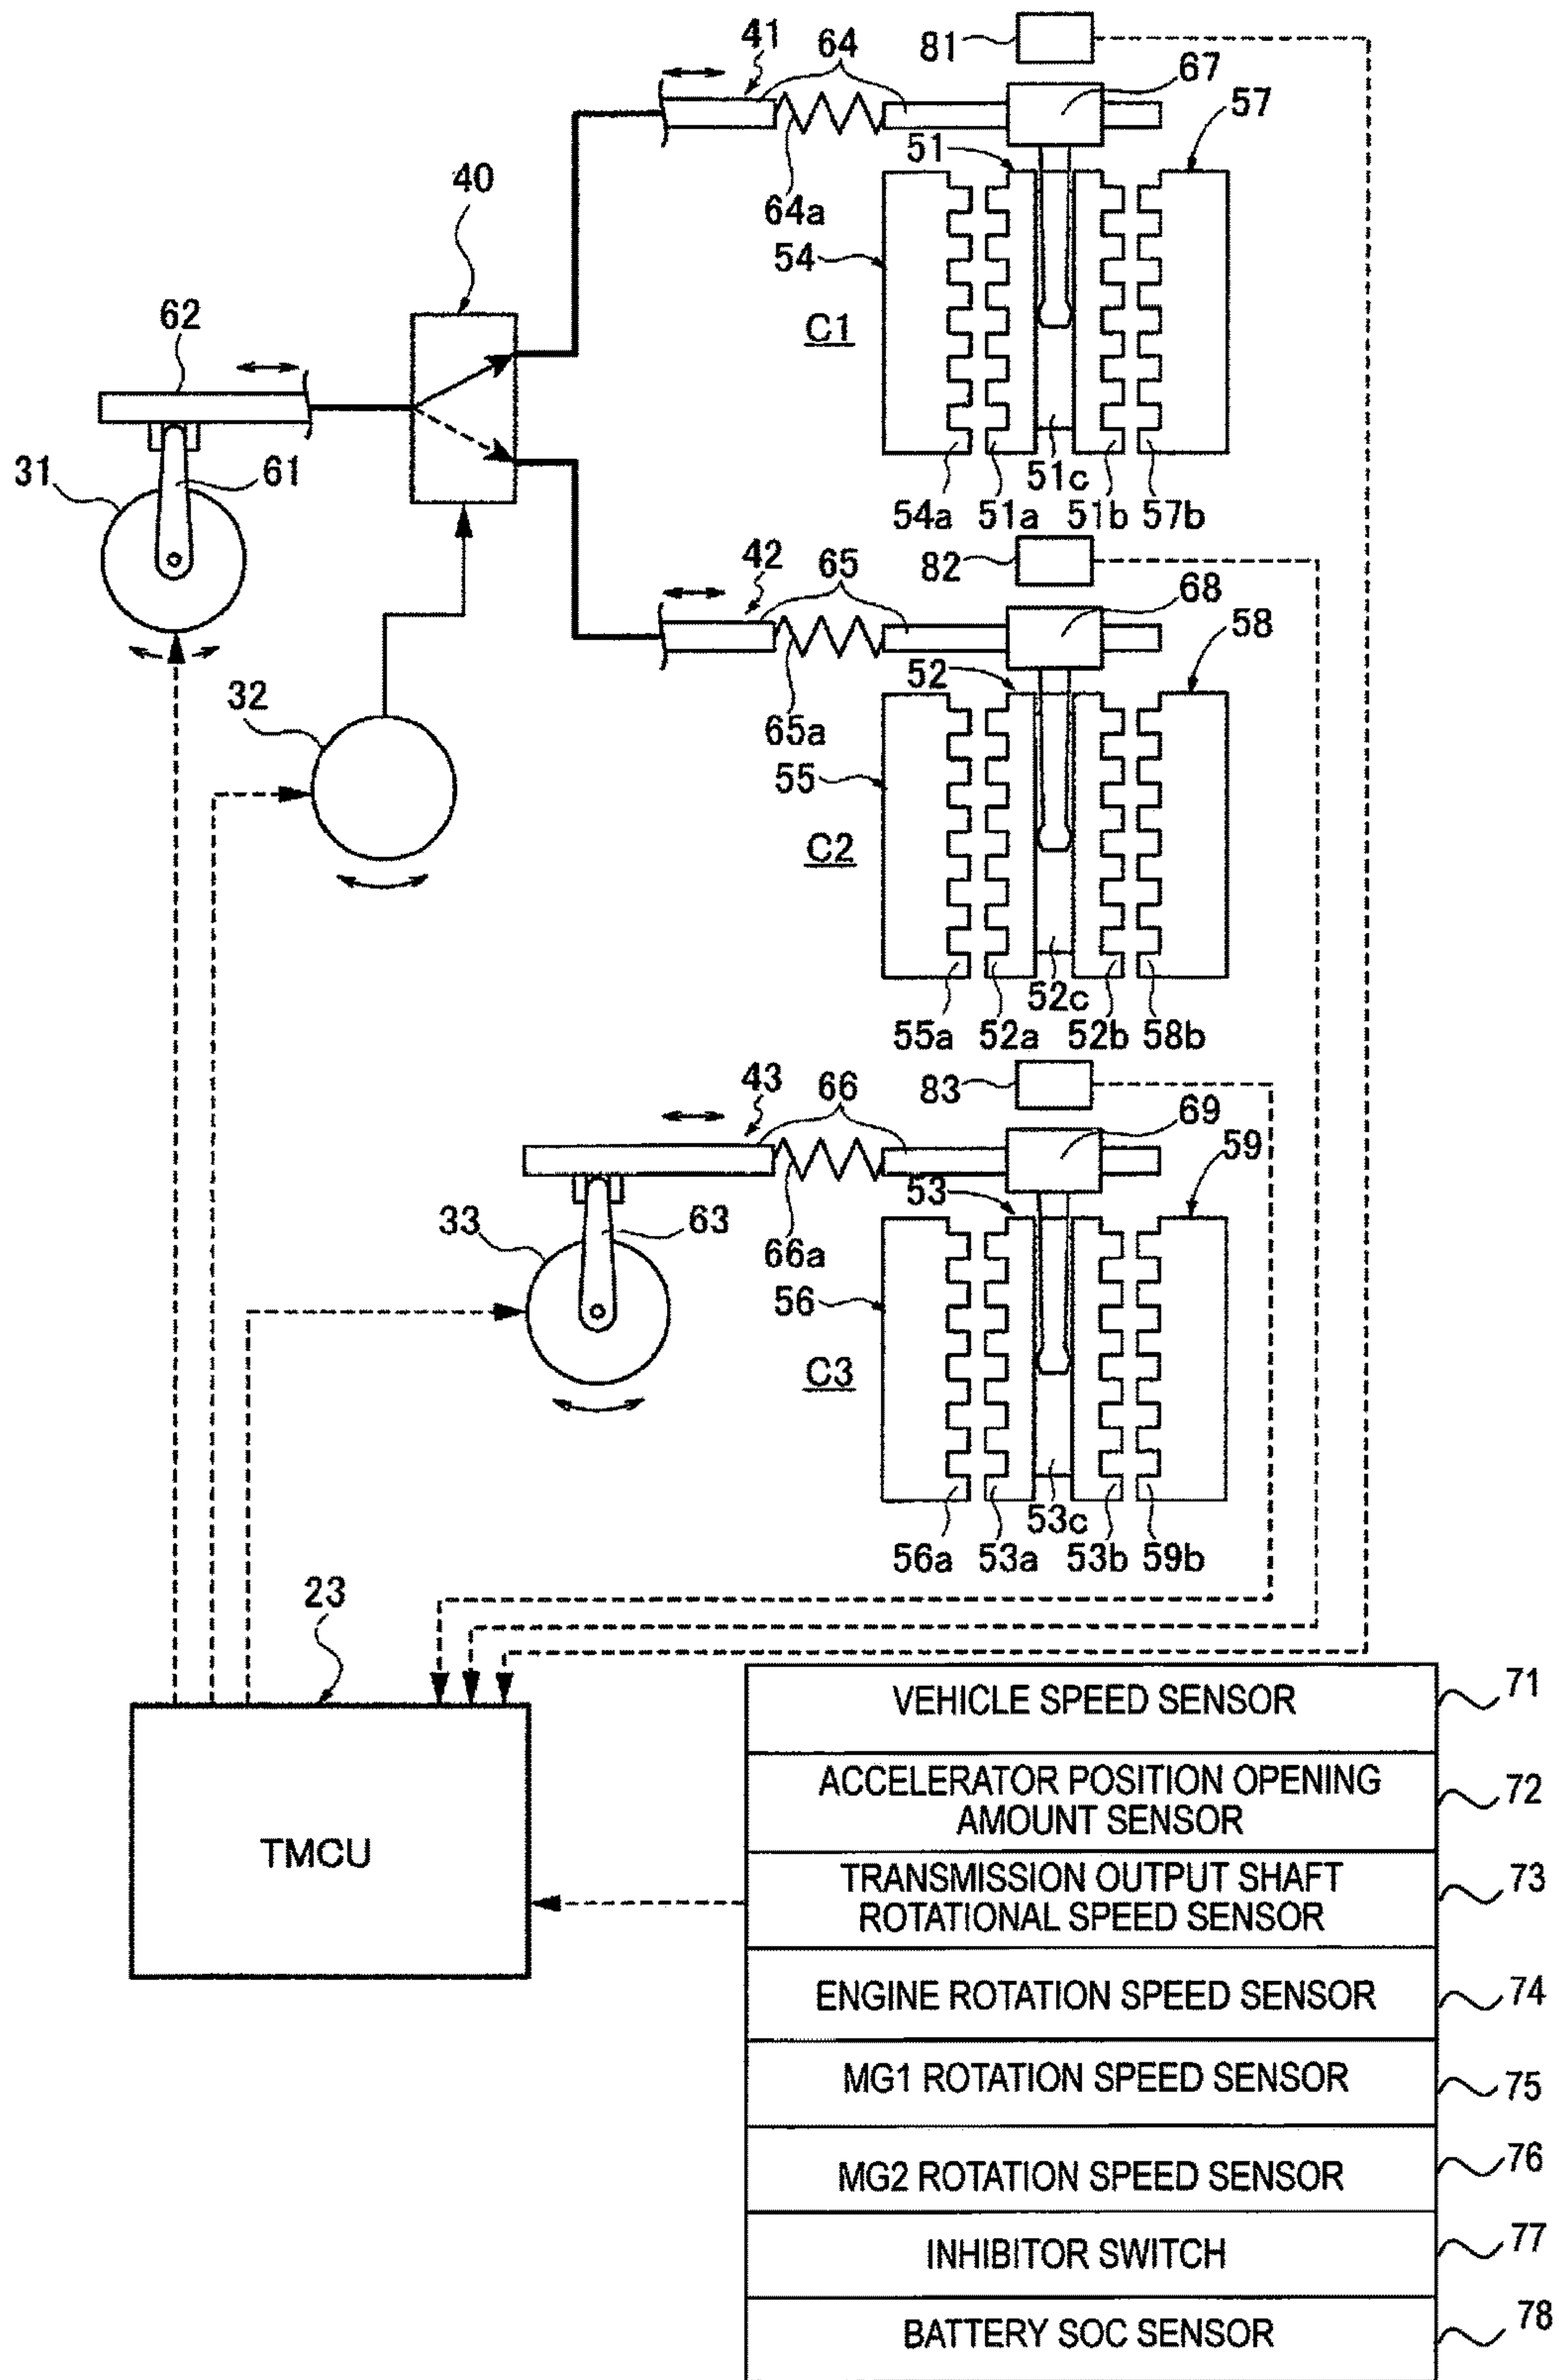 41
64
81
67
57
51
64a
40
54
C1
62
61
31
51c
54a
51a
51b
57b
42
65
82
68
58
52
65a
32
55
C2
52c
55a
52a
52b
58b
43
66
83
69
59
53
33
63
66a
56
C3
53c
56a
53a
53b
59b
23
TMCU
VEHICLE SPEED SENSOR
71
ACCELERATOR POSITION OPENING
AMOUNT SENSOR
72
TRANSMISSION OUTPUT SHAFT
ROTATIONAL SPEED SENSOR
73
ENGINE ROTATION SPEED SENSOR
74
MG1 ROTATION SPEED SENSOR
75
MG2 ROTATION SPEED SENSOR
76
INHIBITOR SWITCH
77
BATTERY SOC SENSOR
78